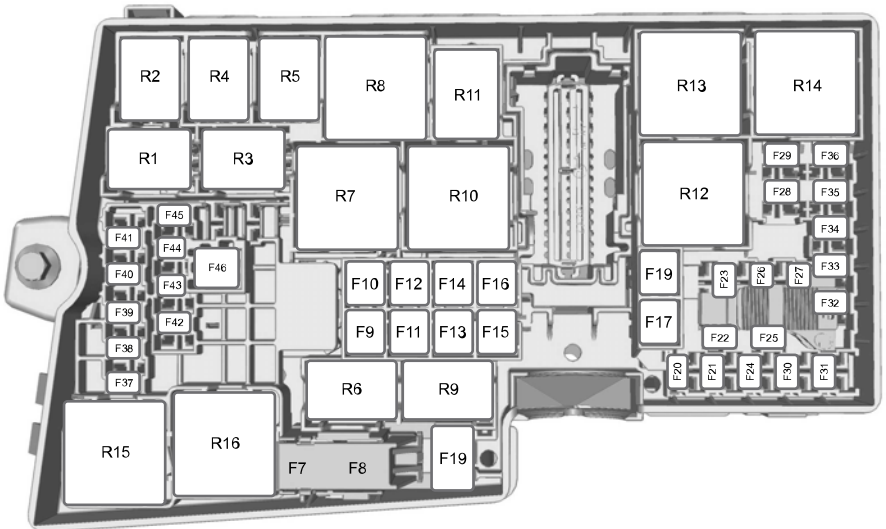 R2 R4 R5 R8 R11 R13 R14
R1 R3 R7 R10 R12
F29 F36
F28 F35
F45
F41 F44 F34
F40 F46 F10 F12 F14 F16 F19 F23 F26 F27 F33
F43
F39 F42 F9 F11 F13 F15 F17 F32
F38 F22 F25
F37 R6 R9 F20 F21 F24 F30 F31
R15 R16 F7 F8 F19